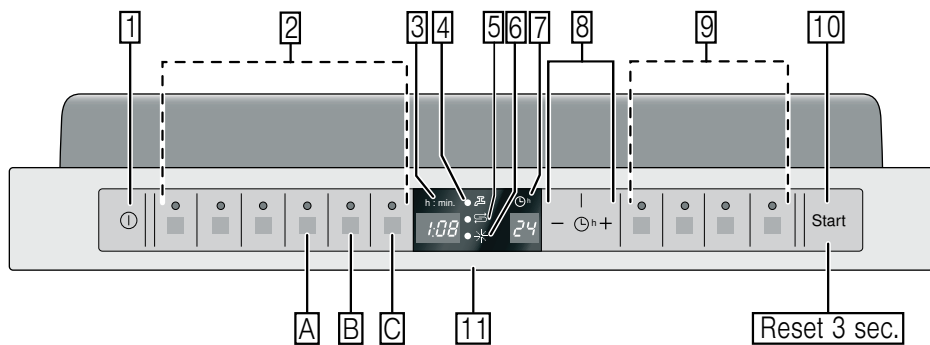 1 2 3 4 5 6 7 8 9 10
h : min. h
1:08 24 − h + Start
A B C 11 Reset 3 sec.